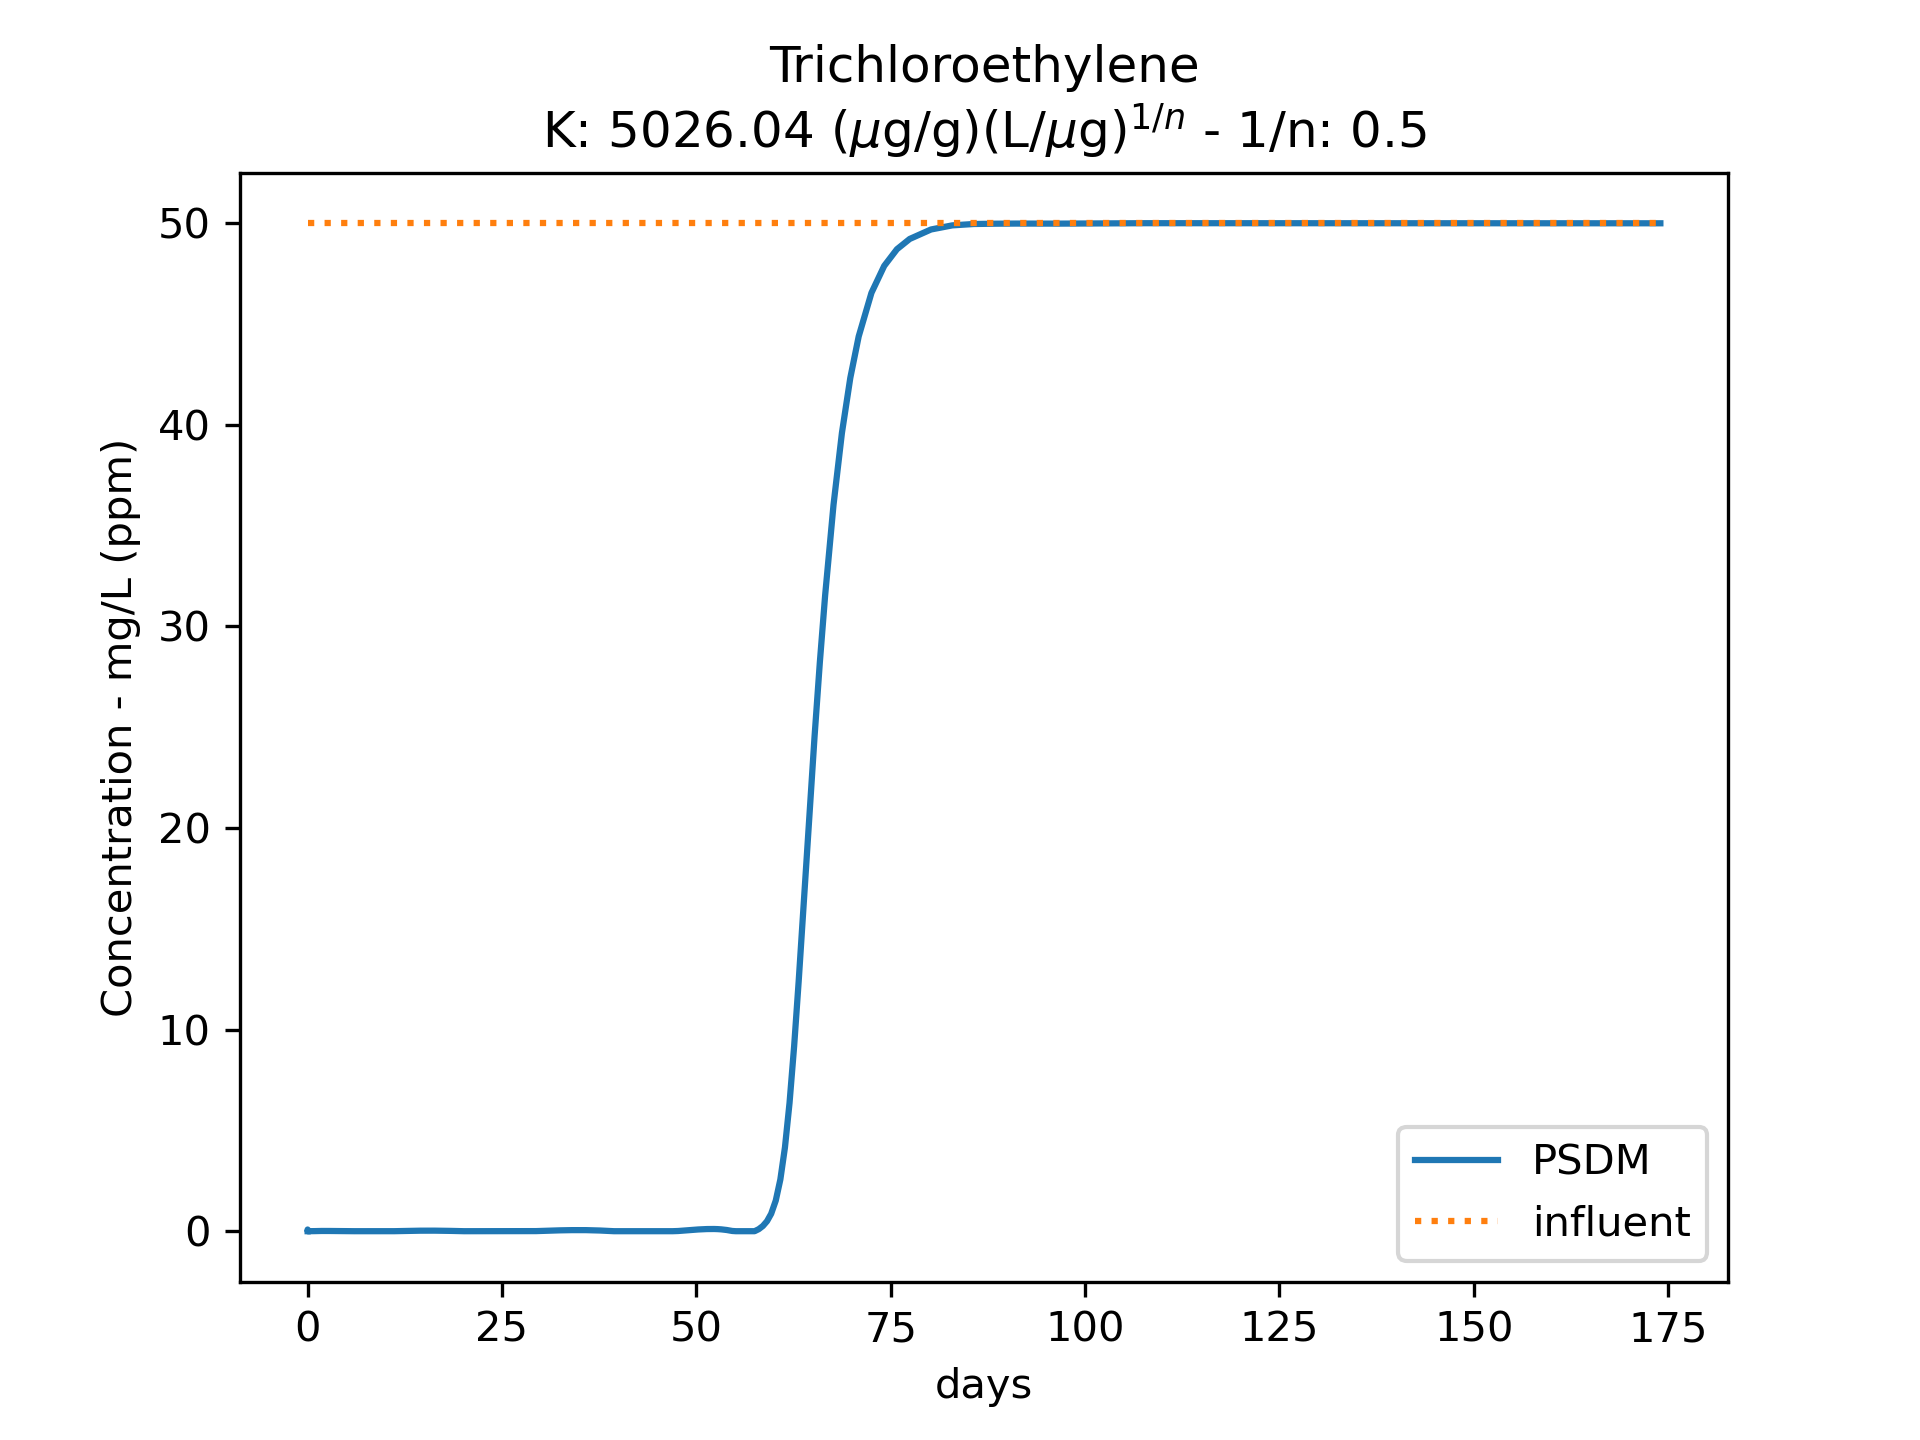 Trichloroethylene
K: 5026.04 (μg/g)(L/μg)^{1/n} - 1/n: 0.5
Concentration - mg/L (ppm)
50
40
30
20
10
0
0 25 50 75 100 125 150 175
days
PSDM
influent